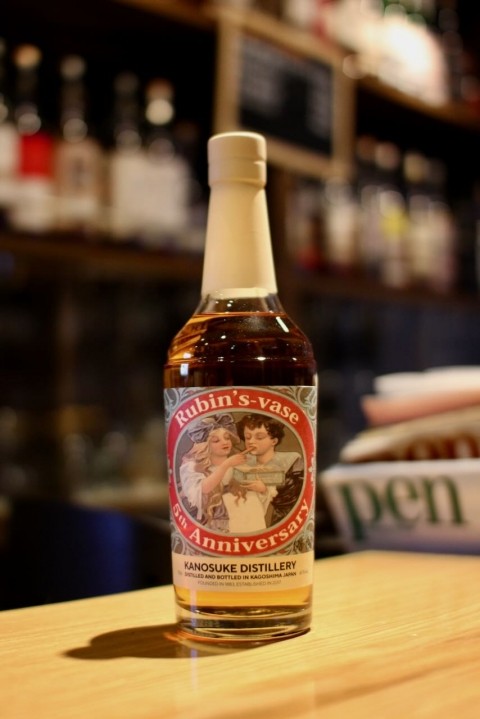 Rubin's-vase
5th Anniversary
KANOSUKE DISTILLERY
DISTILLED AND BOTTLED IN KAGOSHIMA JAPAN
pen